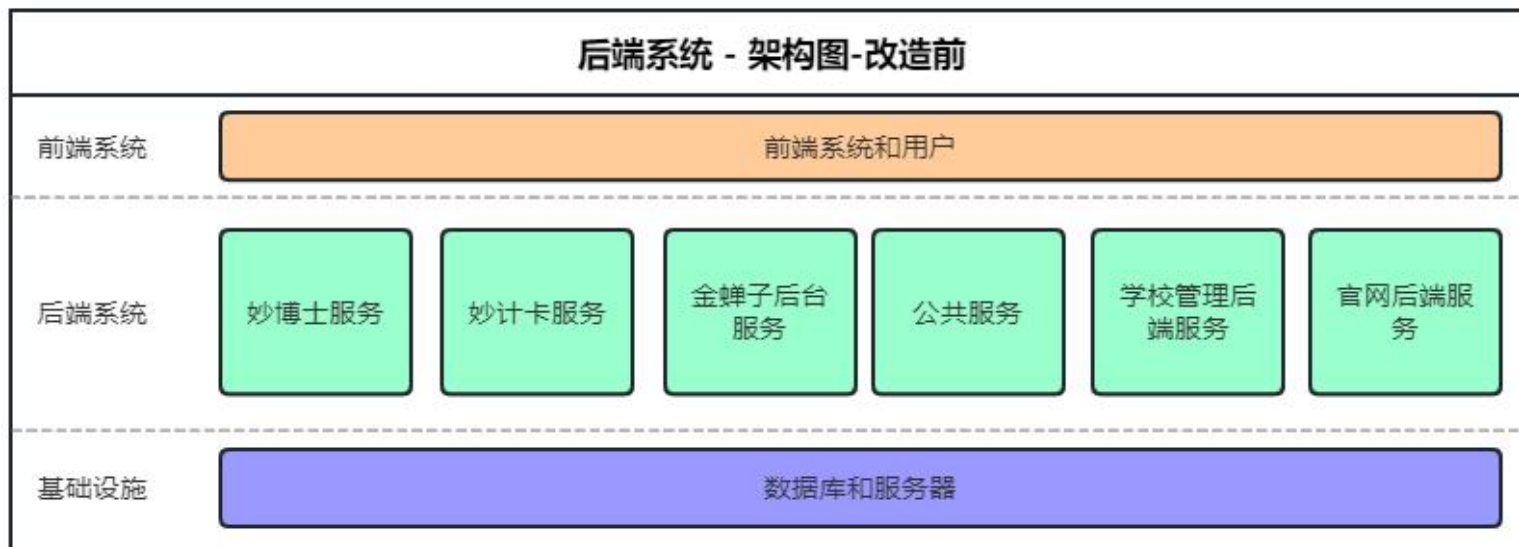 后端系统 - 架构图-改造前
前端系统
前端系统和用户
后端系统
妙博士服务
妙计卡服务
金蝉子后台
服务
公共服务
学校管理后
端服务
官网后端服
务
基础设施
数据库和服务器